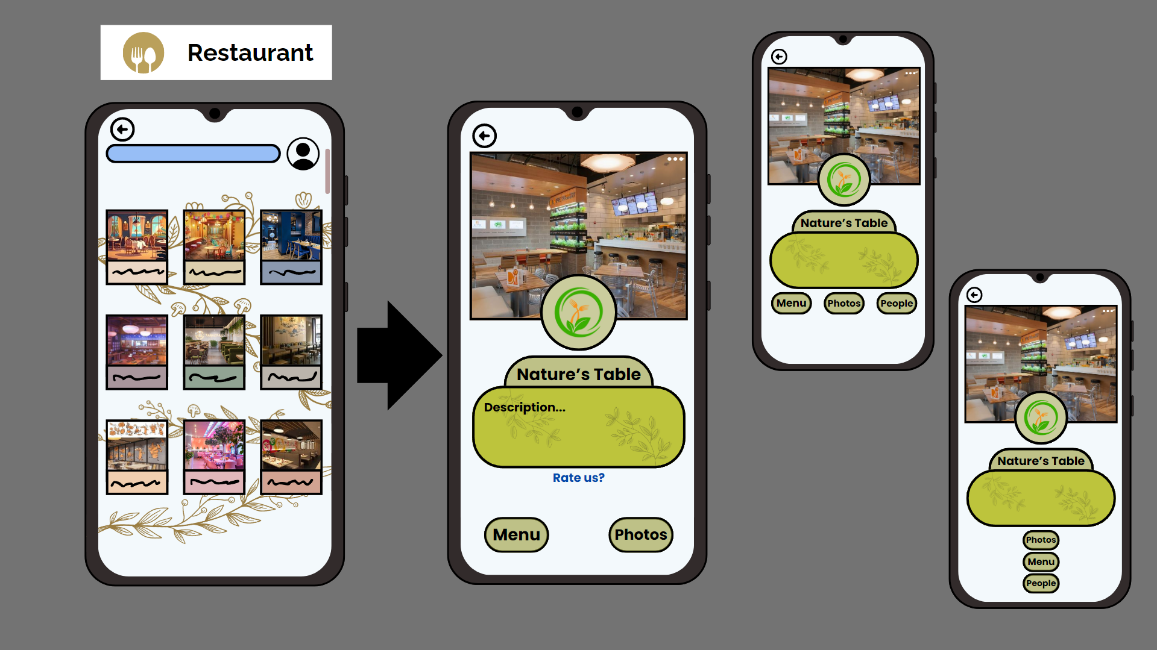 Restaurant
Nature's Table
Description...
Rate us?
Menu
Photos
Nature's Table
Menu
Photos
People
Nature's Table
Photos
Menu
People